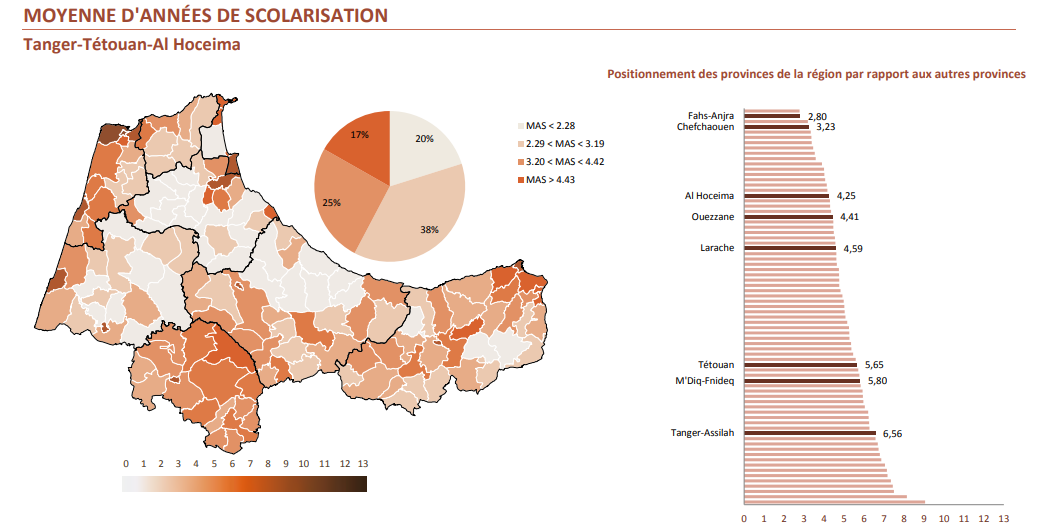 MOYENNE D'ANNÉES DE SCOLARISATION
Tanger-Tétouan-Al Hoceima
Positionnement des provinces de la région par rapport aux autres provinces
20%
38%
25%
17%
MAS < 2.28
2.29 < MAS < 3.19
3.20 < MAS < 4.42
MAS > 4.43
Fahs-Anjra 2,80
Chefchaouen 3,23
Al Hoceima 4,25
Ouezzane 4,41
Larache 4,59
Tétouan 5,65
M'Diq-Fnideq 5,80
Tanger-Assilah 6,56
0 1 2 3 4 5 6 7 8 9 10 11 12 13
0 1 2 3 4 5 6 7 8 9 10 11 12 13